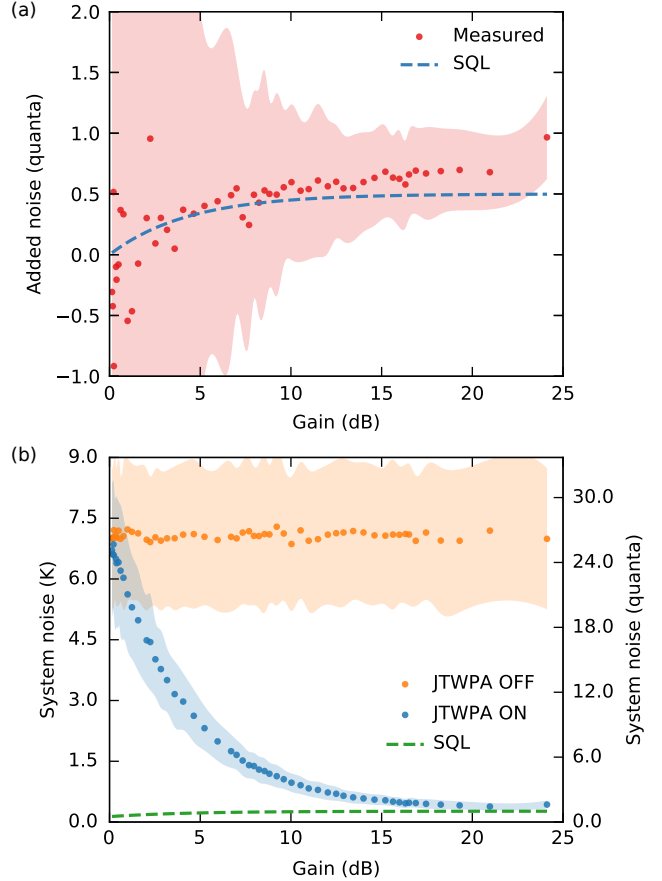 (a)
2.0
1.5
1.0
0.5
0.0
−0.5
−1.0
Added noise (quanta)
Measured
SQL
0 5 10 15 20 25
Gain (dB)
(b)
9.0
7.5
6.0
4.5
3.0
1.5
0.0
System noise (K)
30.0
24.0
18.0
12.0
6.0
0.0
System noise (quanta)
JTWPA OFF
JTWPA ON
SQL
0 5 10 15 20 25
Gain (dB)